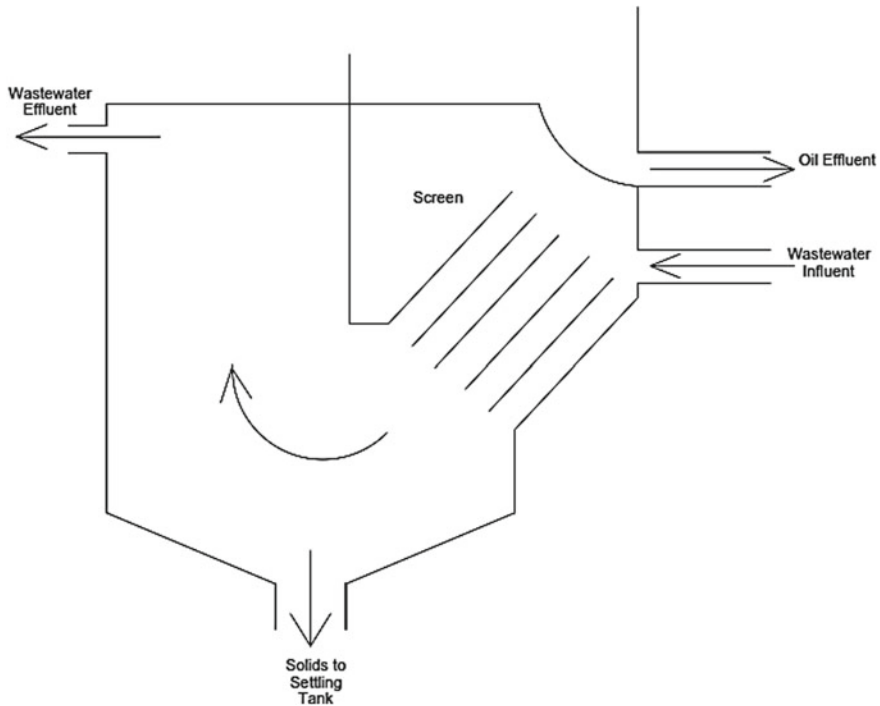 Wastewater
Effluent
Oil Effluent
Screen
Wastewater
Influent
Solids to
Settling
Tank